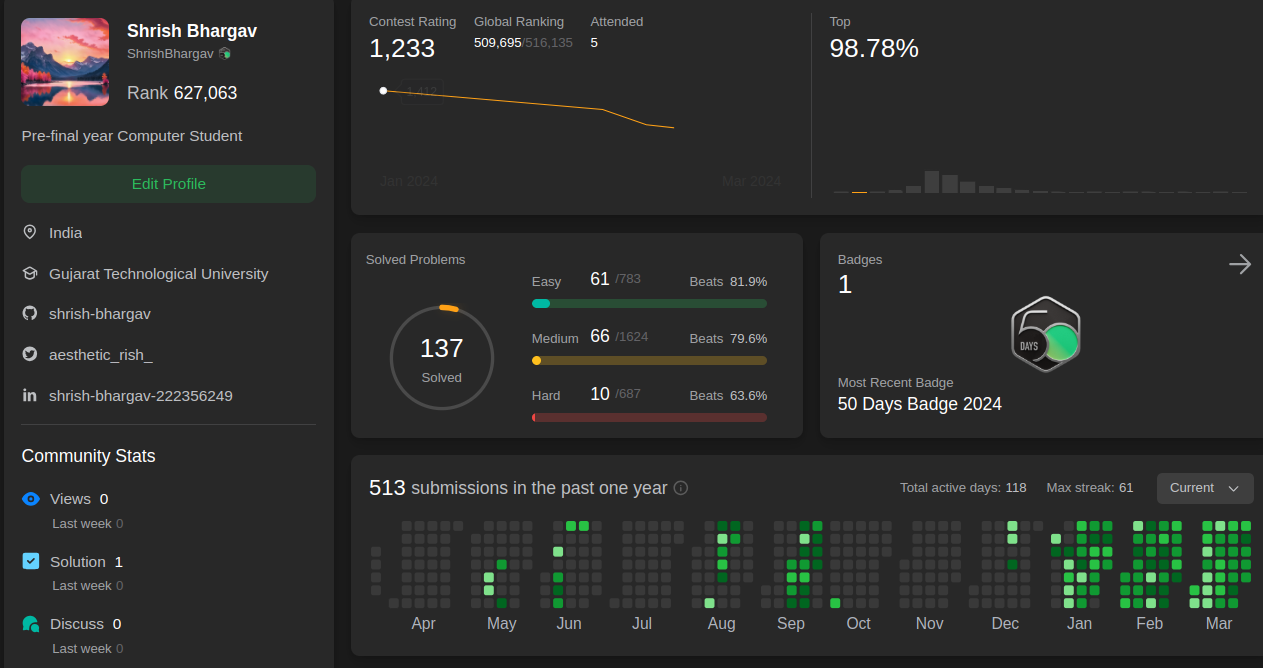 Shrish Bhargav
ShrishBhargav
Rank 627,063
Pre-final year Computer Student
Edit Profile
India
Gujarat Technological University
shrish-bhargav
aesthetic_rish_
shrish-bhargav-222356249
Community Stats
Views 0
Last week 0
Solution 1
Last week 0
Discuss 0
Last week 0
Contest Rating
1,233
Global Ranking
509,695/516,135
Attended
5
1,412
Jan 2024
Mar 2024
Top
98.78%
Solved Problems
137
Solved
Easy 61 /783 Beats 81.9%
Medium 66 /1624 Beats 79.6%
Hard 10 /687 Beats 63.6%
Badges
1
50
DAYS
Most Recent Badge
50 Days Badge 2024
513 submissions in the past one year
Total active days: 118 Max streak: 61
Current
Apr May Jun Jul Aug Sep Oct Nov Dec Jan Feb Mar